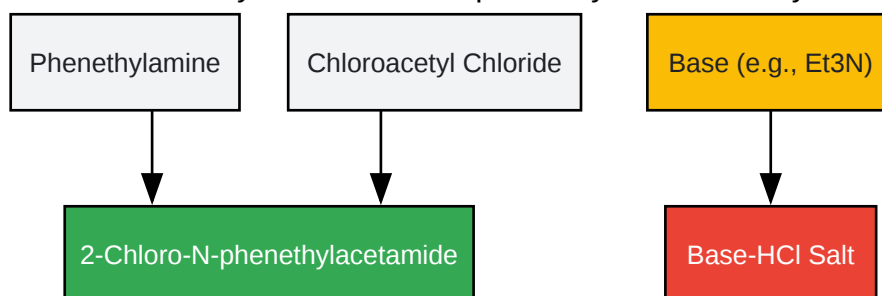 Phenethylamine
Chloroacetyl Chloride
Base (e.g., Et3N)
2-Chloro-N-phenethylacetamide
Base-HCl Salt